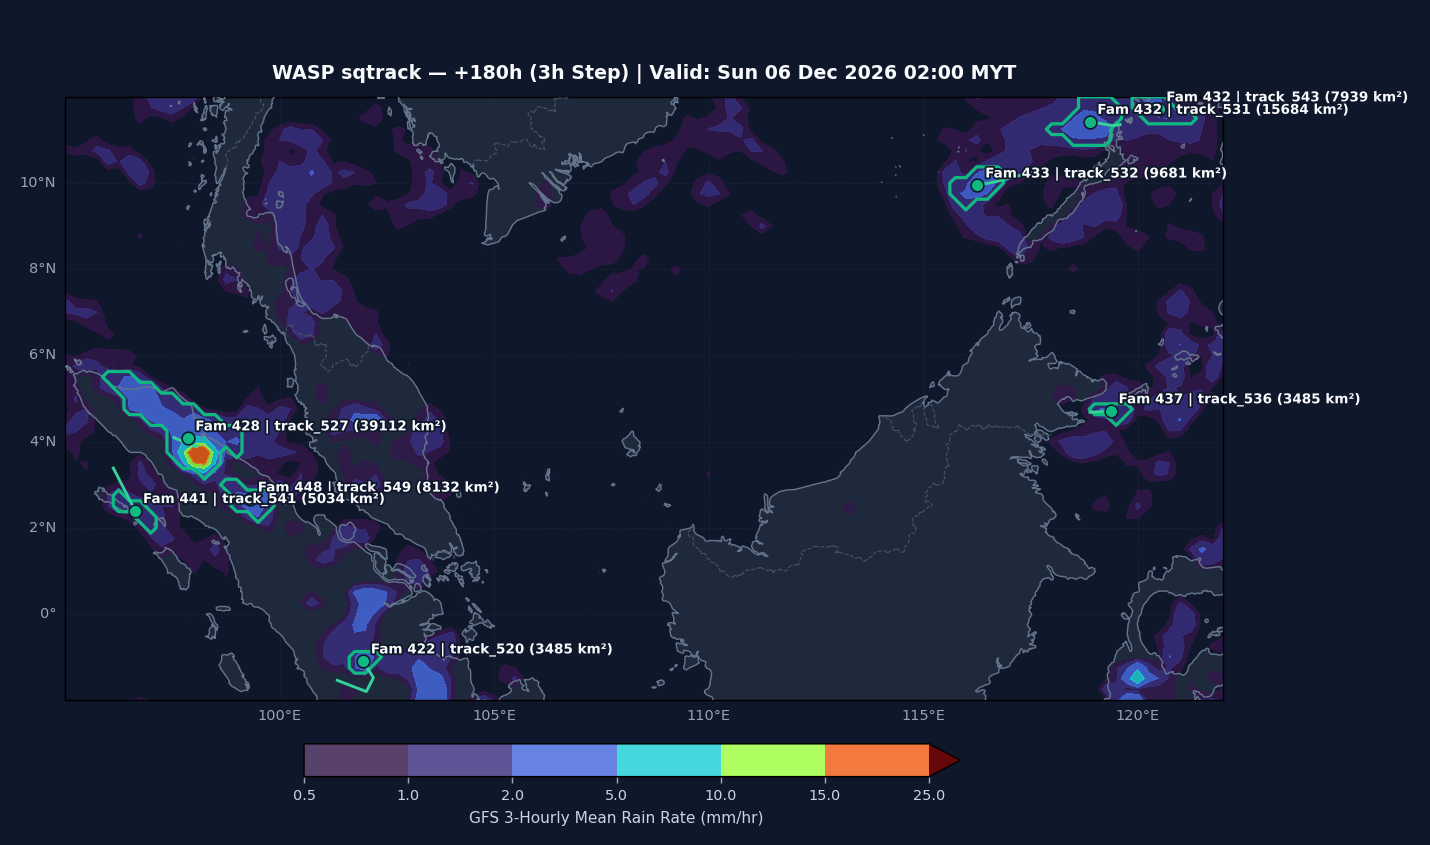 WASP sqtrack — +180h (3h Step) | Valid: Sun 06 Dec 2026 02:00 MYT
Fam 432 | track_543 (7939 km²)
Fam 432 | track_531 (15684 km²)
10°N
Fam 433 | track_532 (9681 km²)
8°N
6°N
Fam 437 | track_536 (3485 km²)
4°N
Fam 428 | track_527 (39112 km²)
Fam 448 | track_549 (8132 km²)
Fam 441 | track_541 (5034 km²)
2°N
0°
Fam 422 | track_520 (3485 km²)
100°E 105°E 110°E 115°E 120°E
0.5 1.0 2.0 5.0 10.0 15.0 25.0
GFS 3-Hourly Mean Rain Rate (mm/hr)